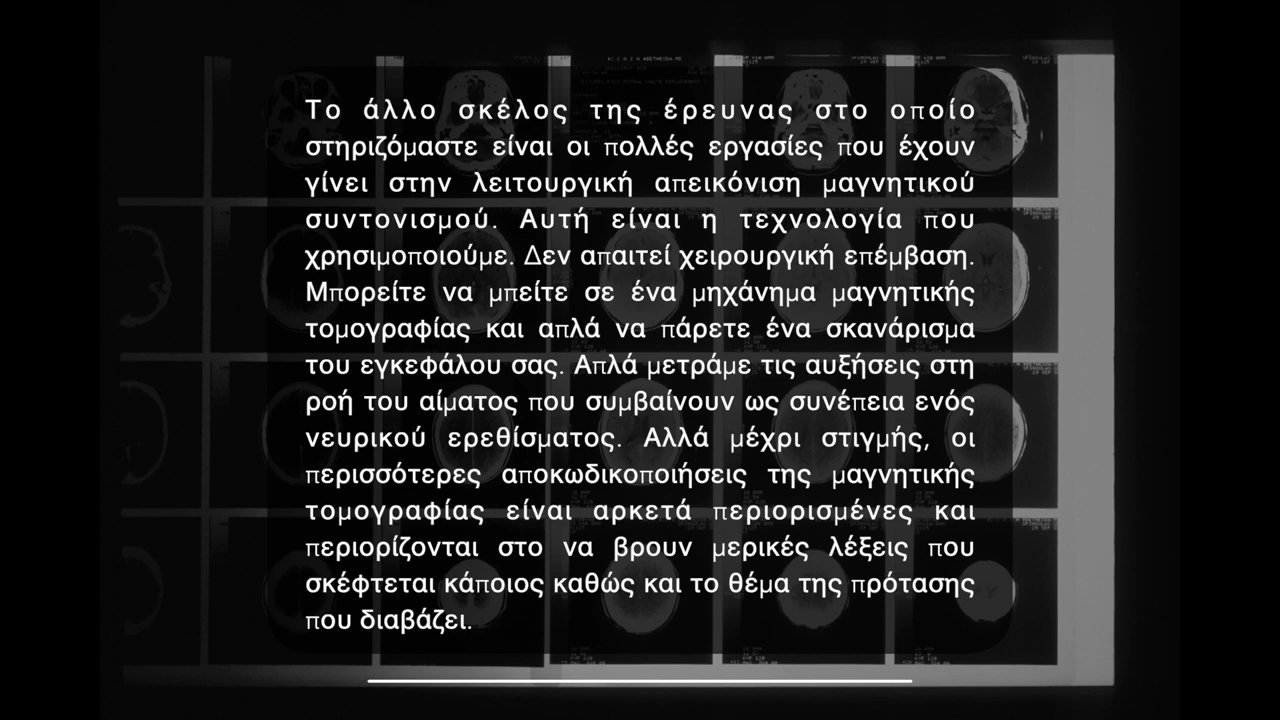 Το άλλο σκέλος της έρευνας στο οποίο
στηριζόμαστε είναι οι πολλές εργασίες που έχουν
γίνει στην λειτουργική απεικόνιση μαγνητικού
συντονισμού. Αυτή είναι η τεχνολογία που
χρησιμοποιούμε. Δεν απαιτεί χειρουργική επέμβαση.
Μπορείτε να μπείτε σε ένα μηχάνημα μαγνητικής
τομογραφίας και απλά να πάρετε ένα σκανάρισμα
του εγκεφάλου σας. Απλά μετράμε τις αυξήσεις στη
ροή του αίματος που συμβαίνουν ως συνέπεια ενός
νευρικού ερεθίσματος. Αλλά μέχρι στιγμής, οι
περισσότερες αποκωδικοποιήσεις της μαγνητικής
τομογραφίας είναι αρκετά περιορισμένες και
περιορίζονται στο να βρουν μερικές λέξεις που
σκέφτεται κάποιος καθώς και το θέμα της πρότασης
που διαβάζει.